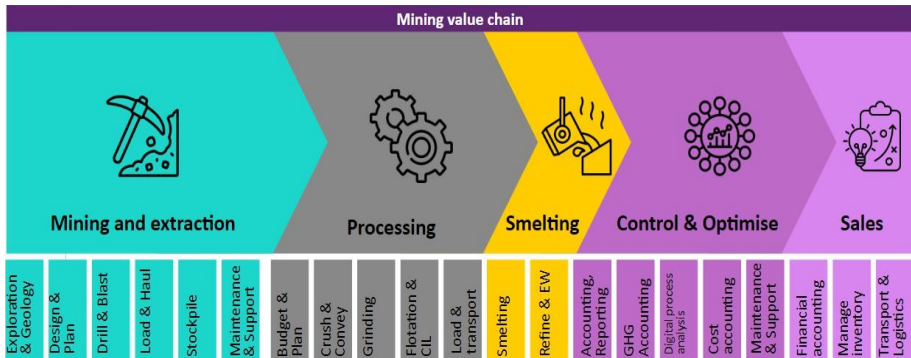 Mining value chain
Mining and extraction
Processing
Smelting
Control & Optimise
Sales
Exploration
& Geology
Design &
Plan
Drill & Blast
Load & Haul
Stockpile
Maintenance
& Support
Budget &
Plan
Crush &
Convey
Grinding
Flotation &
CIL
Load &
transport
Smelting
Refine & EW
Accounting,
Reporting
GHG
Accounting
Digital process
analysis
Cost
accounting
Maintenance
& Support
Financial
accounting
Manage
inventory
Transport &
Logistics